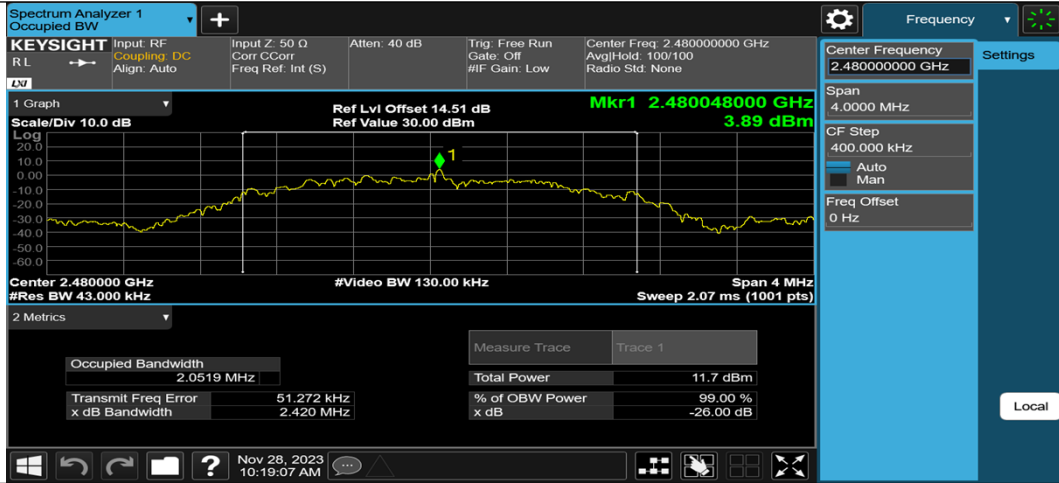 Spectrum Analyzer 1
Occupied BW
+
Frequency
KEYSIGHT
RL
LXI
Input: RF
Coupling: DC
Align: Auto
Input Z: 50 Ω
Corr CCorr
Freq Ref: Int (S)
Atten: 40 dB
Trig: Free Run
Gate: Off
#IF Gain: Low
Center Freq: 2.480000000 GHz
Avg|Hold: 100/100
Radio Std: None
1 Graph
Scale/Div 10.0 dB
Ref Lvl Offset 14.51 dB
Ref Value 30.00 dBm
Mkr1 2.480048000 GHz
3.89 dBm
Log
20.0
10.0
0.00
-10.0
-20.0
-30.0
-40.0
-50.0
-60.0
1
Center 2.480000 GHz
#Res BW 43.000 kHz
#Video BW 130.00 kHz
Span 4 MHz
Sweep 2.07 ms (1001 pts)
2 Metrics
Measure Trace Trace 1
Occupied Bandwidth
2.0519 MHz
Total Power 11.7 dBm
Transmit Freq Error 51.272 kHz
% of OBW Power 99.00 %
x dB Bandwidth 2.420 MHz
x dB -26.00 dB
Center Frequency
2.480000000 GHz
Settings
Span
4.0000 MHz
CF Step
400.000 kHz
Auto
Man
Freq Offset
0 Hz
Local
?
Nov 28, 2023
10:19:07 AM